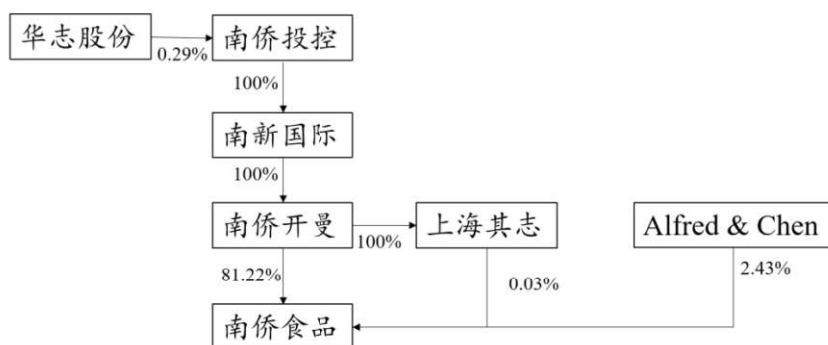 华志股份
0.29%
南侨投控
100%
南新国际
100%
南侨开曼
100%
上海其志
Alfred & Chen
81.22%
0.03%
2.43%
南侨食品